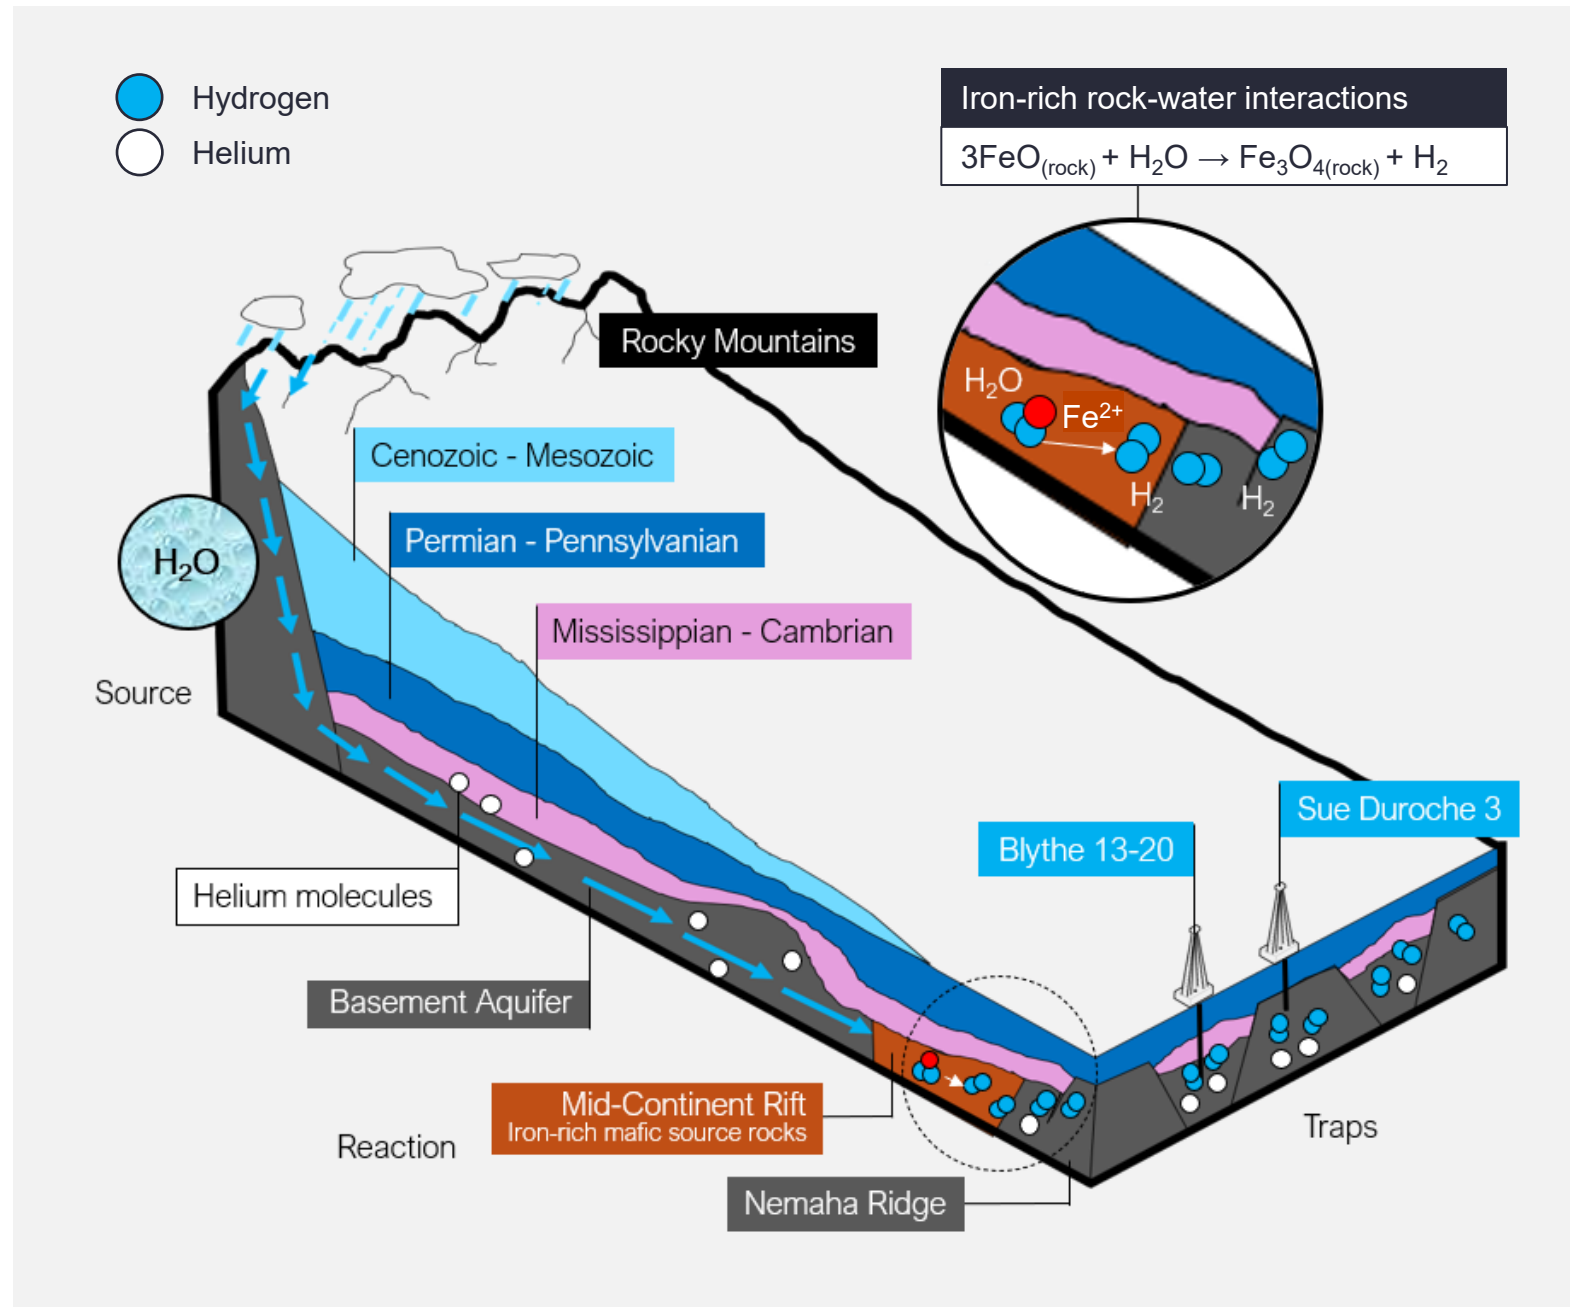 Hydrogen
Helium
Iron-rich rock-water interactions
3FeO(rock) + H₂O → Fe₃O₄(rock) + H₂
Rocky Mountains
H₂O
Fe²⁺
H₂
H₂
Cenozoic - Mesozoic
Permian - Pennsylvanian
H₂O
Mississippian - Cambrian
Source
Sue Duroche 3
Blythe 13-20
Helium molecules
Basement Aquifer
Mid-Continent Rift
Iron-rich mafic source rocks
Traps
Reaction
Nemaha Ridge